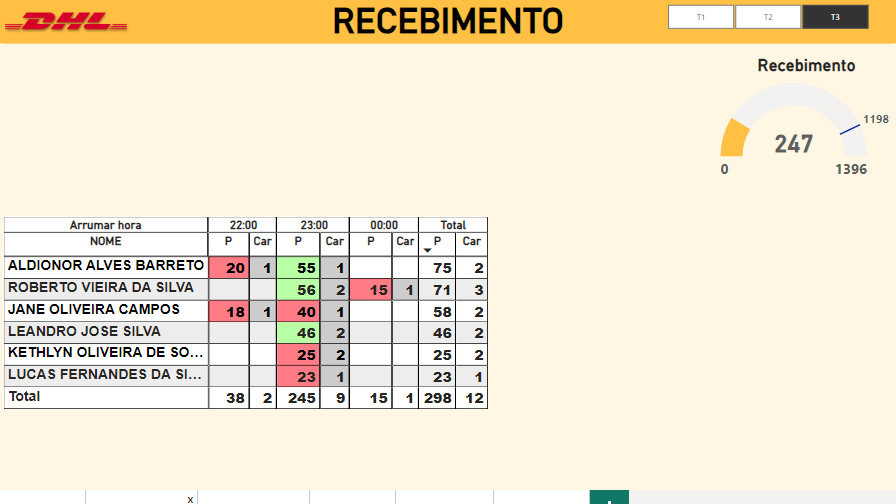 DHL
RECEBIMENTO
T1 T2 T3
Recebimento
1198
247
0 1396
Arrumar hora 22:00 23:00 00:00 Total
NOME P Car P Car P Car P Car
ALDIONOR ALVES BARRETO 20 1 55 1 75 2
ROBERTO VIEIRA DA SILVA 56 2 15 1 71 3
JANE OLIVEIRA CAMPOS 18 1 40 1 58 2
LEANDRO JOSE SILVA 46 2 46 2
KETHLYN OLIVEIRA DE SO... 25 2 25 2
LUCAS FERNANDES DA SI... 23 1 23 1
Total 38 2 245 9 15 1 298 12
x